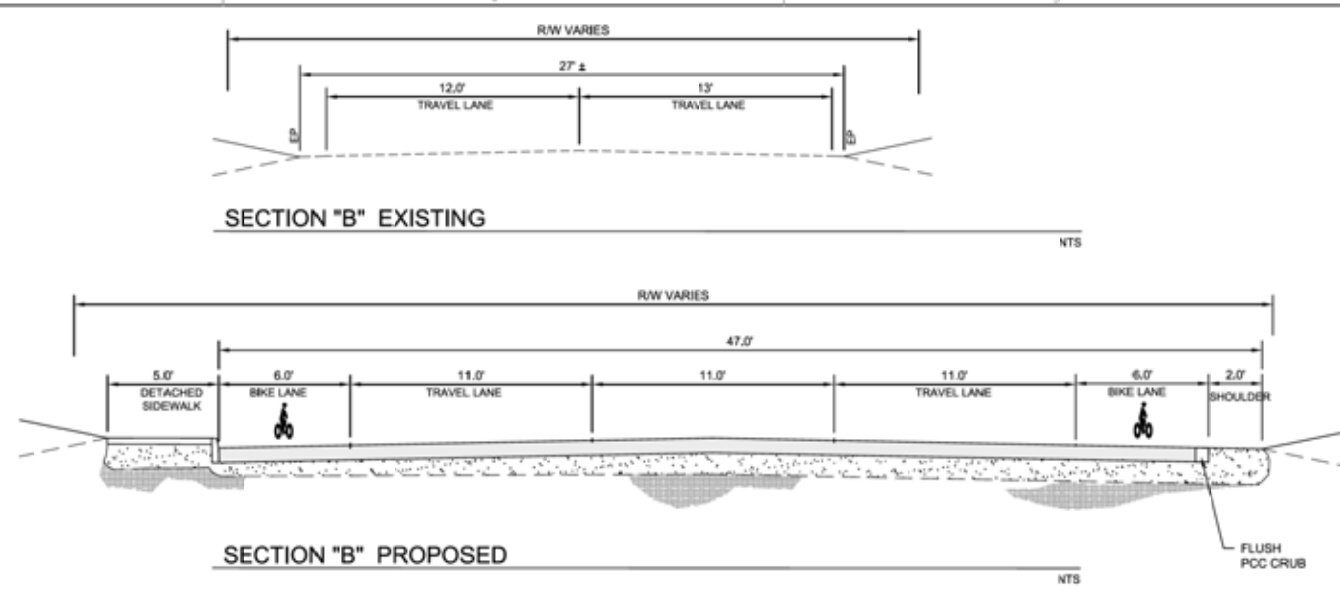 R/W VARIES
27' ±
12.0' 13'
TRAVEL LANE TRAVEL LANE
EP EP
SECTION "B" EXISTING
NTS
R/W VARIES
47.0'
5.0' 6.0' 11.0' 11.0' 11.0' 6.0' 2.0'
DETACHED SIDEWALK BIKE LANE TRAVEL LANE TRAVEL LANE BIKE LANE SHOULDER
FLUSH
PCC CRUB
SECTION "B" PROPOSED
NTS